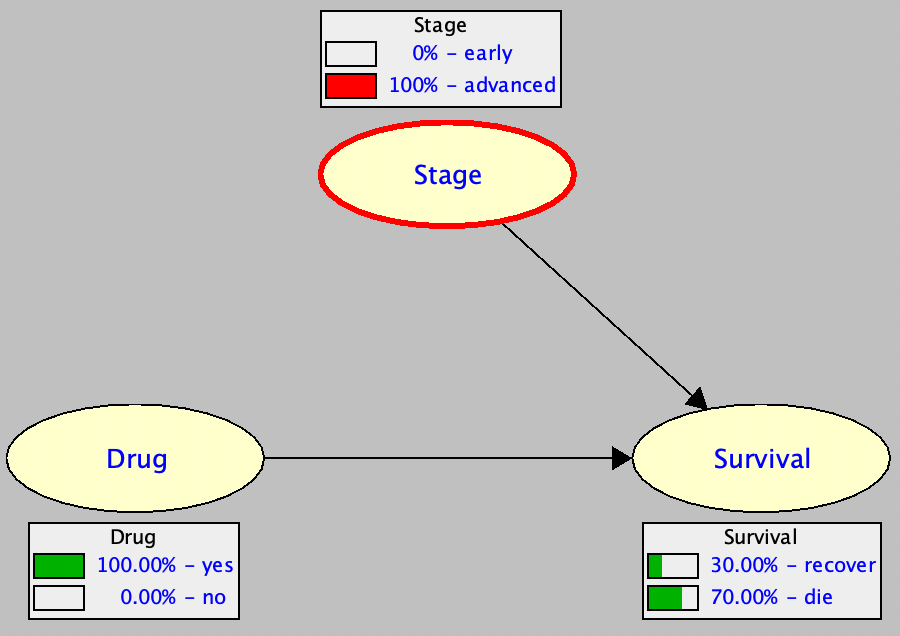 Stage
0% - early
100% - advanced
Stage
Drug
Survival
Drug
100.00% - yes
0.00% - no
Survival
30.00% - recover
70.00% - die